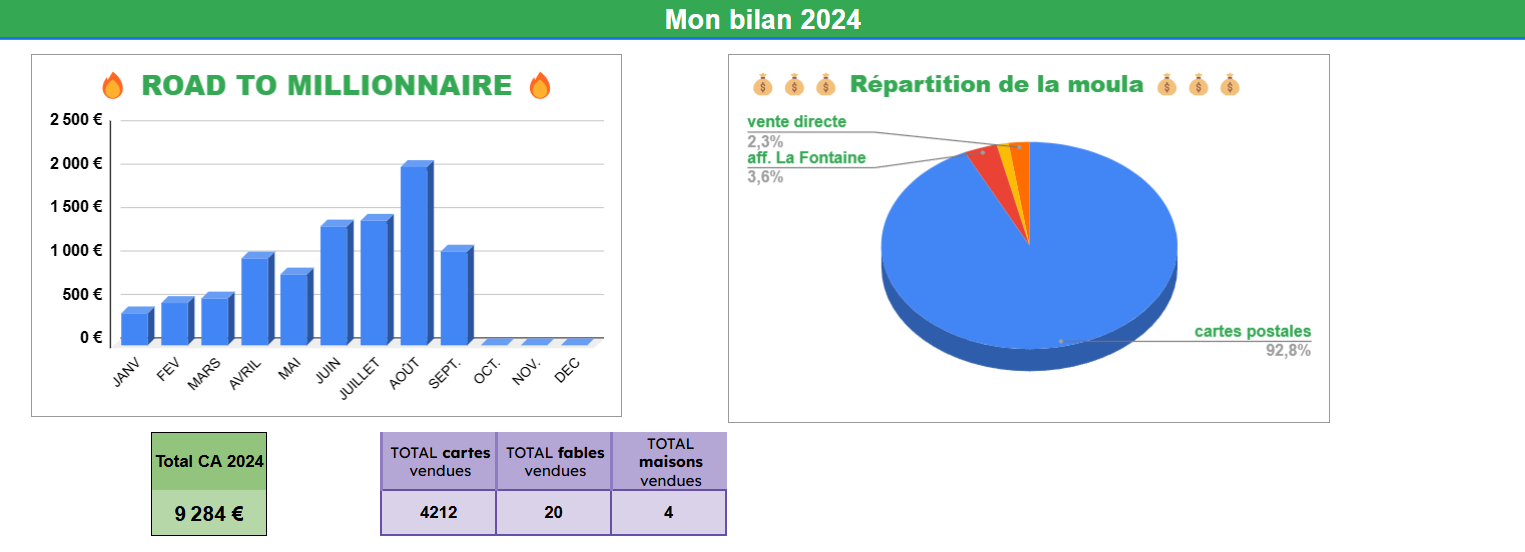 Mon bilan 2024
🔥 ROAD TO MILLIONNAIRE 🔥
2 500 €
2 000 €
1 500 €
1 000 €
500 €
0 €
JANV
FEV
MARS
AVRIL
MAI
JUIN
JUILLET
AOÛT
SEPT.
OCT.
NOV.
DEC
💰 💰 💰 Répartition de la moula 💰 💰 💰
vente directe
2,3%
aff. La Fontaine
3,6%
cartes postales
92,8%
Total CA 2024
9 284 €
TOTAL cartes
vendues
4212
TOTAL fables
vendues
20
TOTAL
maisons
vendues
4